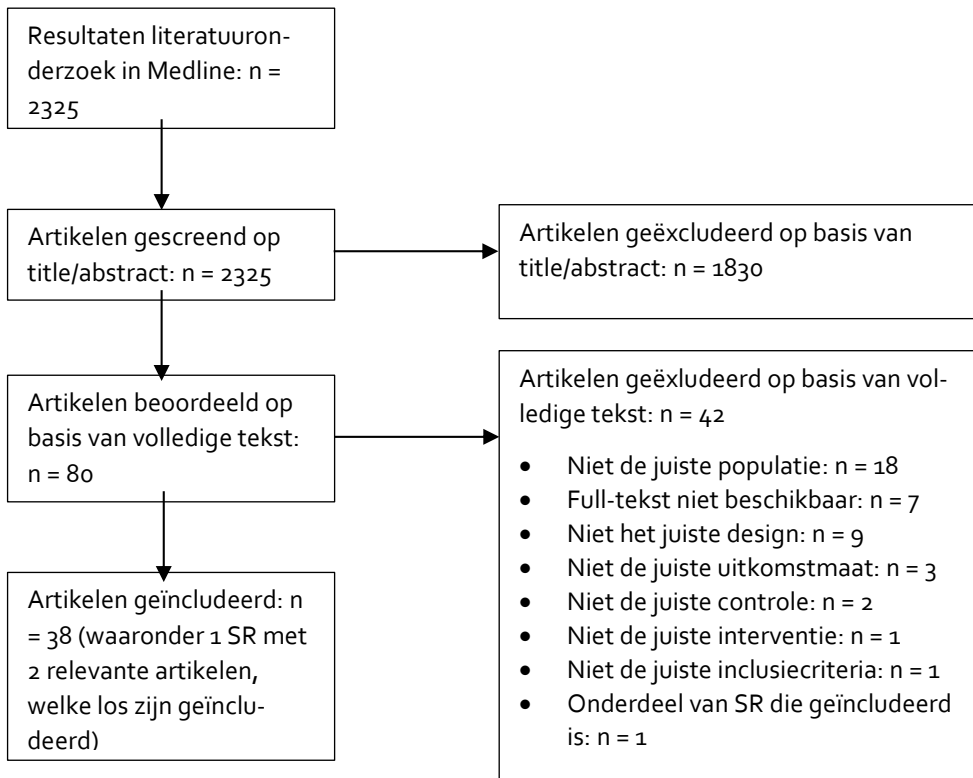 Resultaten literatuuron-
derzoek in Medline: n =
2325
Artikelen gescreend op
title/abstract: n = 2325
Artikelen geëxcludeerd op basis van
title/abstract: n = 1830
Artikelen beoordeeld op
basis van volledige tekst:
n = 80
Artikelen geëxludeerd op basis van vol-
ledige tekst: n = 42
• Niet de juiste populatie: n = 18
• Full-tekst niet beschikbaar: n = 7
• Niet het juiste design: n = 9
• Niet de juiste uitkomstmaat: n = 3
• Niet de juiste controle: n = 2
• Niet de juiste interventie: n = 1
• Niet de juiste inclusiecriteria: n = 1
• Onderdeel van SR die geïncludeerd
is: n = 1
Artikelen geïncludeerd: n
= 38 (waaronder 1 SR met
2 relevante artikelen,
welke los zijn geïnclu-
deerd)